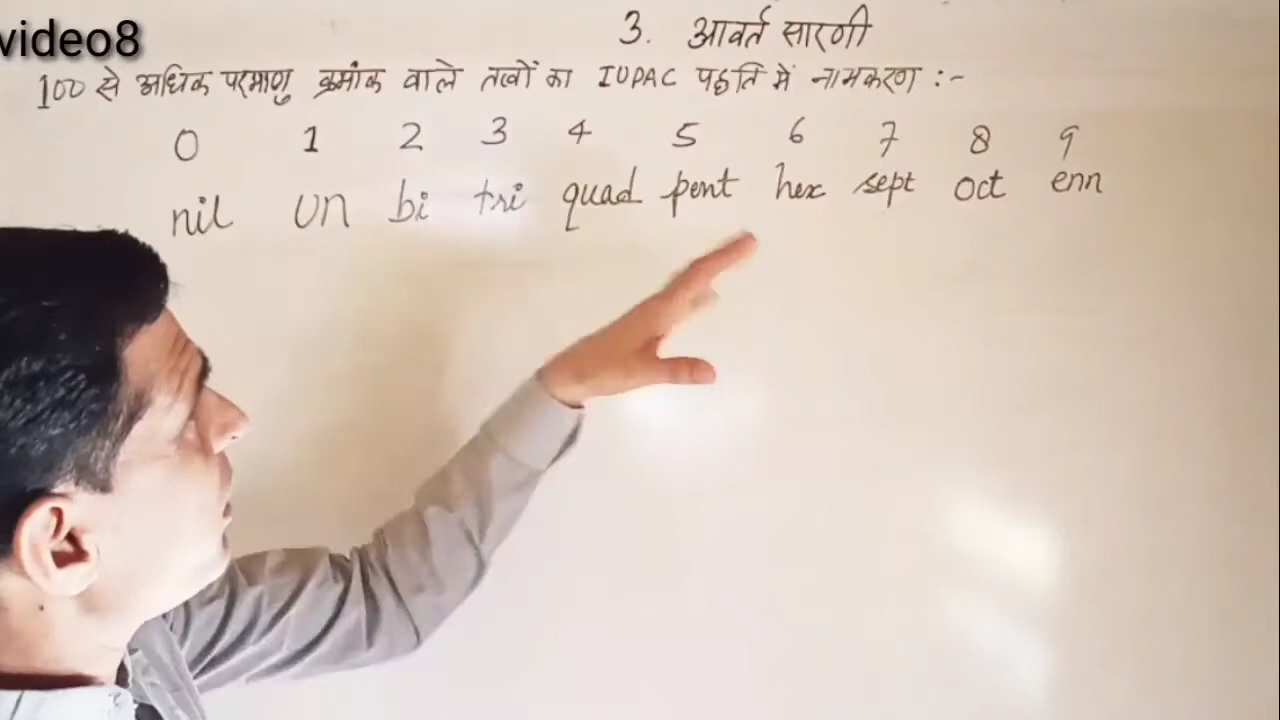 video8
3. आवर्त सारणी
100 से अधिक परमाणु क्रमांक वाले तत्वों का IUPAC पद्धति में नामकरण :-
0 1 2 3 4 5 6 7 8 9
nil un bi tri quad pent hex sept oct enn